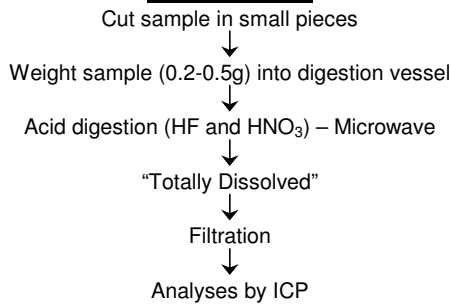 Cut sample in small pieces
Weight sample (0.2-0.5g) into digestion vessel
Acid digestion (HF and HNO₃) – Microwave
“Totally Dissolved”
Filtration
Analyses by ICP